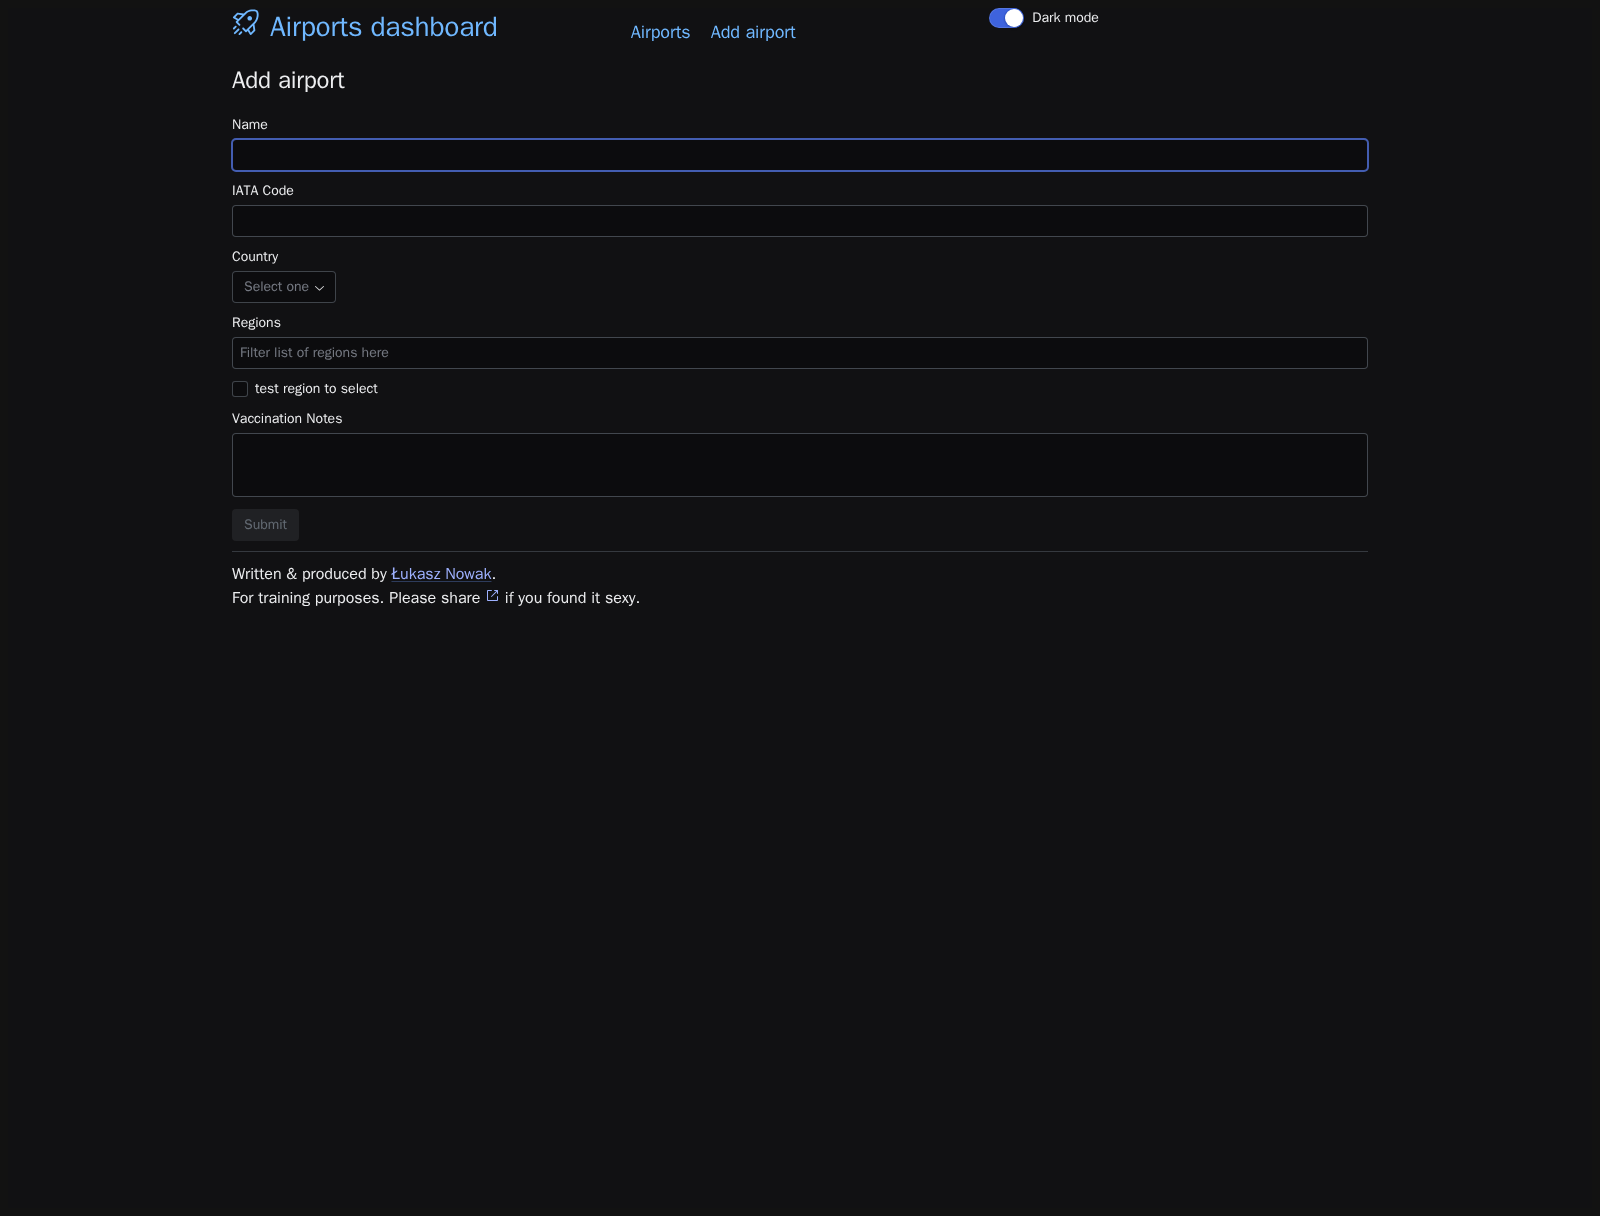 Airports dashboard
Airports
Add airport
Dark mode
Add airport
Name
IATA Code
Country
Select one
Regions
Filter list of regions here
test region to select
Vaccination Notes
Submit
Written & produced by Łukasz Nowak.
For training purposes. Please share if you found it sexy.